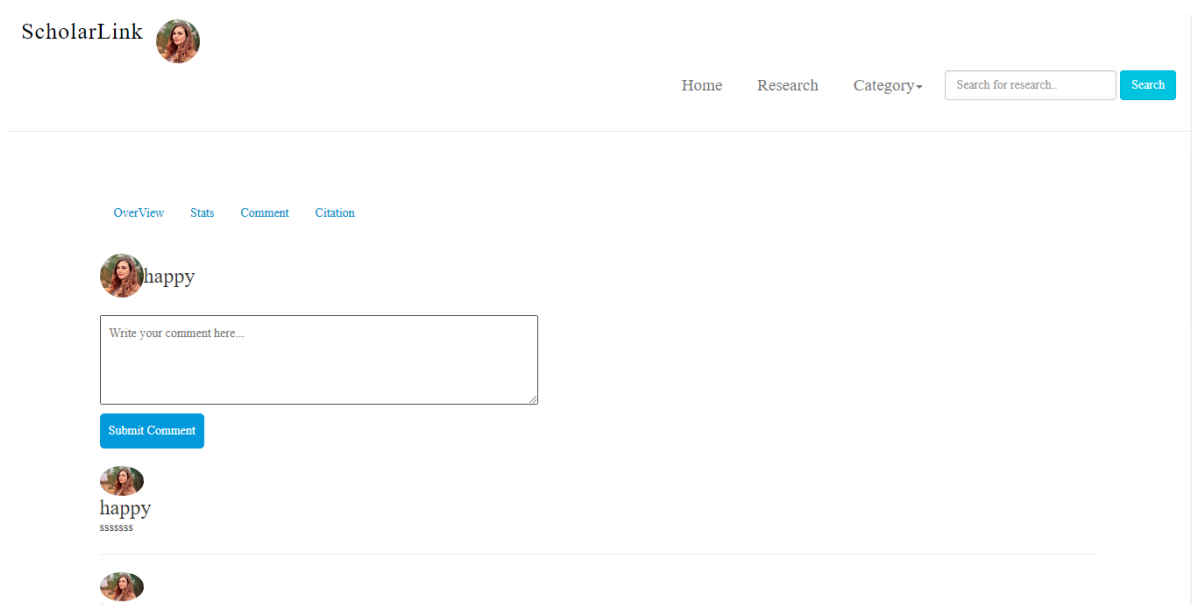 ScholarLink
Home Research Category Search for research.. Search
OverView Stats Comment Citation
happy
Write your comment here...
Submit Comment
happy
sssssss